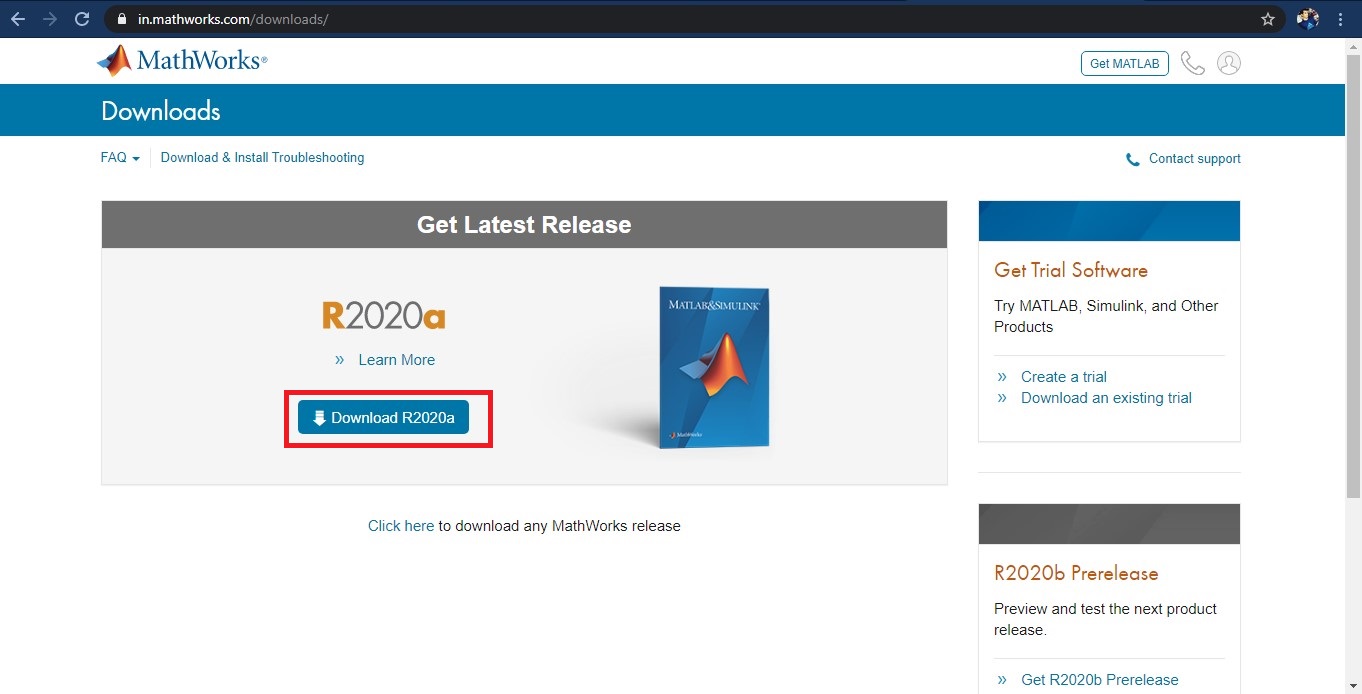 in.mathworks.com/downloads/
MathWorks®
Get MATLAB
Downloads
FAQ
Download & Install Troubleshooting
Contact support
Get Latest Release
R2020a
» Learn More
Download R2020a
MATLAB&SIMULINK®
MathWorks
Click here to download any MathWorks release
Get Trial Software
Try MATLAB, Simulink, and Other
Products
» Create a trial
» Download an existing trial
R2020b Prerelease
Preview and test the next product
release.
» Get R2020b Prerelease